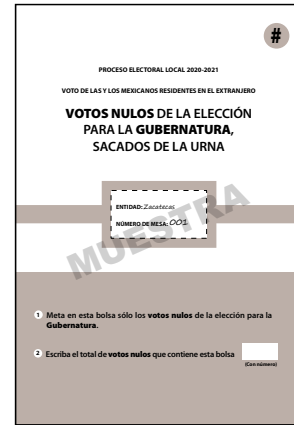 #
PROCESO ELECTORAL LOCAL 2020-2021
VOTO DE LAS Y LOS MEXICANOS RESIDENTES EN EL EXTRANJERO
VOTOS NULOS DE LA ELECCIÓN
PARA LA GUBERNATURA,
SACADOS DE LA URNA
ENTIDAD: Zacatecas
NÚMERO DE MESA: 001
MUESTRA
1 Meta en esta bolsa sólo los votos nulos de la elección para la
Gubernatura.
2 Escriba el total de votos nulos que contiene esta bolsa
(Con número)